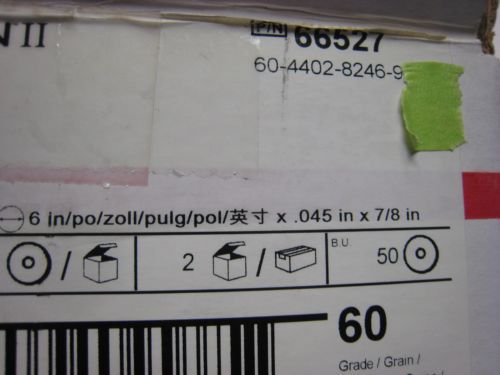 II
P/N 66527
60-4402-8246-9
6 in/po/zoll/pulg/pol/英寸 x .045 in x 7/8 in
/ 2 / B.U. 50
60
Grade / Grain /